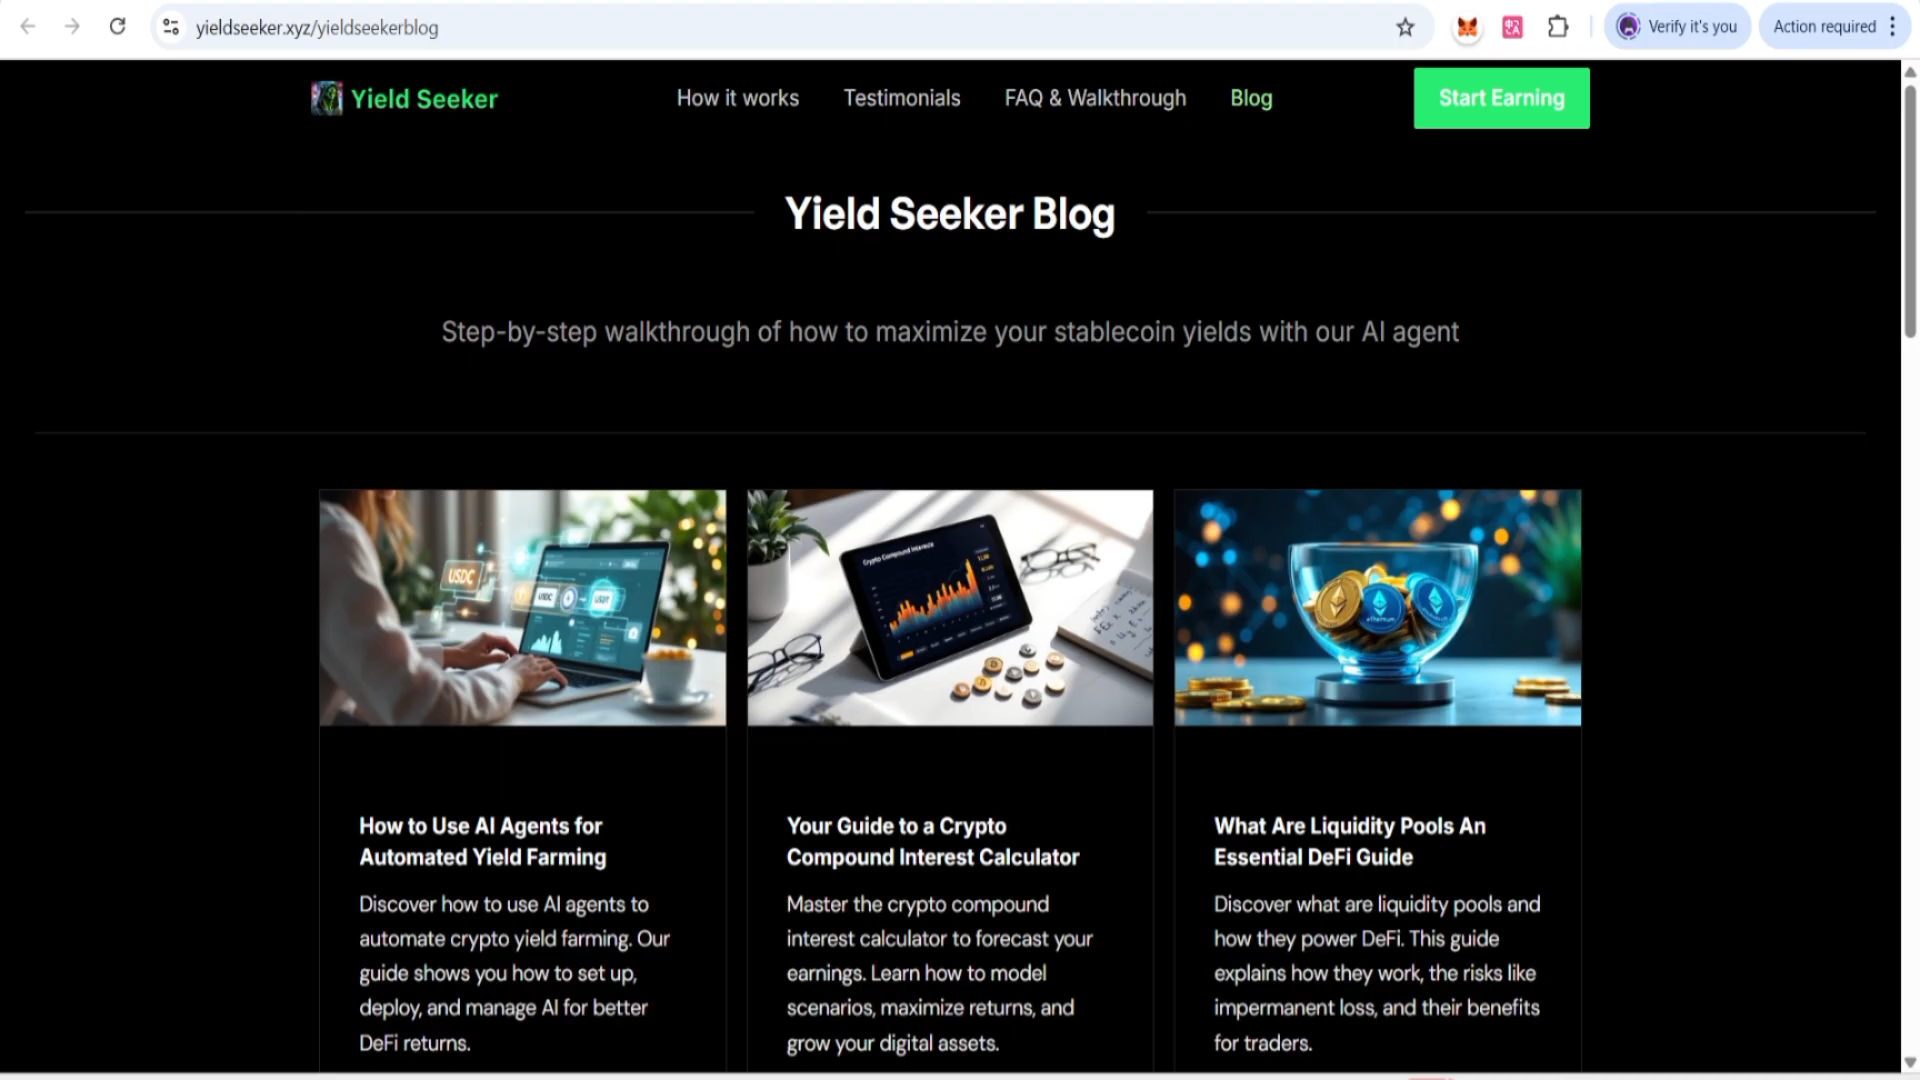 yieldseeker.xyz/yieldseekerblog
Verify it's you
Action required
Yield Seeker
How it works
Testimonials
FAQ & Walkthrough
Blog
Start Earning
Yield Seeker Blog
Step-by-step walkthrough of how to maximize your stablecoin yields with our AI agent
USDC
USDC
USDT
Crypto Compound Interests
ethereum
How to Use AI Agents for
Automated Yield Farming
Discover how to use AI agents to
automate crypto yield farming. Our
guide shows you how to set up,
deploy, and manage AI for better
DeFi returns.
Your Guide to a Crypto
Compound Interest Calculator
Master the crypto compound
interest calculator to forecast your
earnings. Learn how to model
scenarios, maximize returns, and
grow your digital assets.
What Are Liquidity Pools An
Essential DeFi Guide
Discover what are liquidity pools and
how they power DeFi. This guide
explains how they work, the risks like
impermanent loss, and their benefits
for traders.